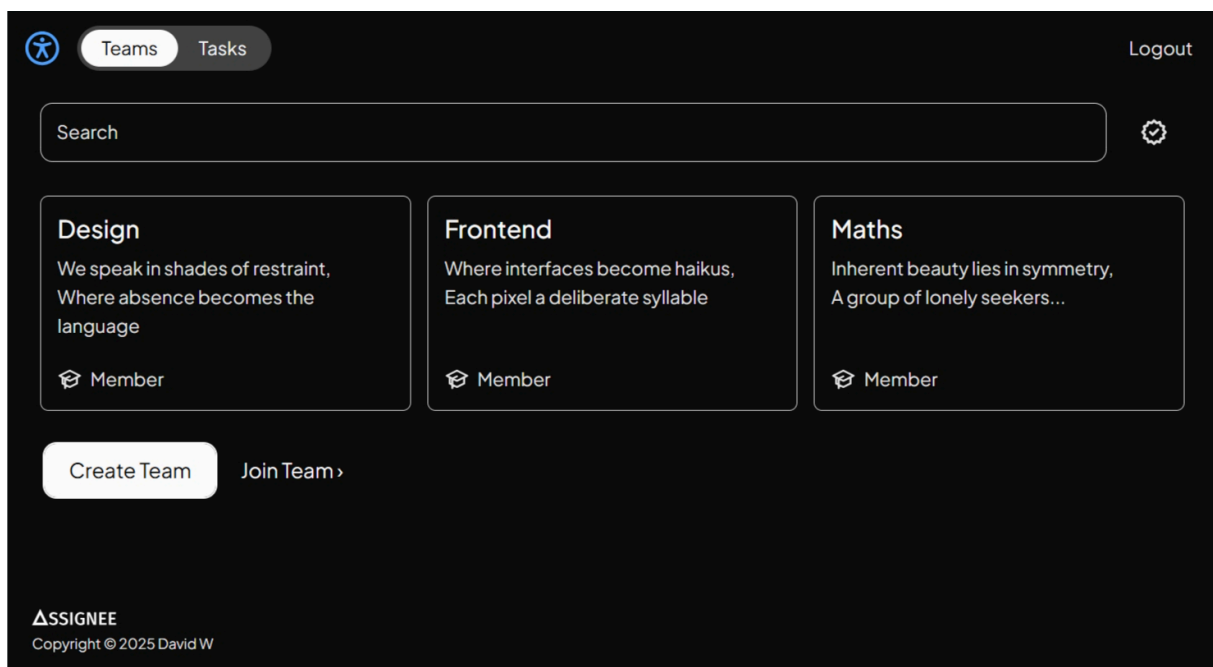 Teams Tasks Logout
Search
Design
We speak in shades of restraint,
Where absence becomes the
language
Member
Frontend
Where interfaces become haikus,
Each pixel a deliberate syllable
Member
Maths
Inherent beauty lies in symmetry,
A group of lonely seekers...
Member
Create Team Join Team ›
ASSIGNEE
Copyright © 2025 David W